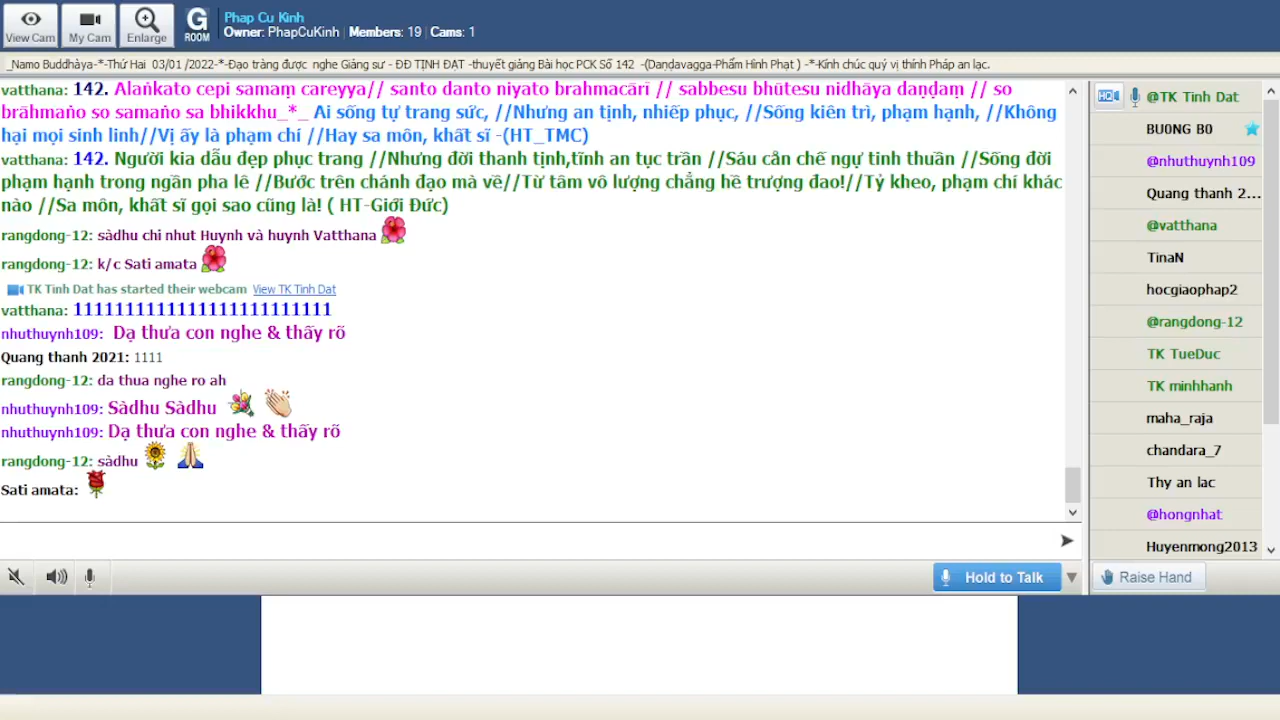 View Cam
My Cam
Enlarge
G
ROOM
Phap Cu Kinh
Owner: PhapCuKinh | Members: 19 | Cams: 1
_Namo Buddhàya-*-Thứ Hai 03/01 /2022-*-Đạo tràng được nghe Giảng sư - ĐĐ TỊNH ĐẠT -thuyết giảng Bài học PCK Số 142 -(Daṇḍavagga-Phẩm Hình Phạt ) -*-Kính chúc quý vị thính Pháp an lạc.
vatthana: 142. Alaṅkato cepi samaṃ careyya// santo danto niyato brahmacārī // sabbesu bhūtesu nidhāya daṇḍaṃ // so
brāhmaṅo so samaṅo sa bhikkhu_*_ Ai sống tự trang sức, //Nhưng an tịnh, nhiếp phục, //Sống kiên trì, phạm hạnh, //Không
hại mọi sinh linh//Vị ấy là phạm chí //Hay sa môn, khất sĩ -(HT_TMC)
vatthana: 142. Người kia dẫu đẹp phục trang //Nhưng đời thanh tịnh,tĩnh an tục trần //Sáu căn chế ngự tinh thuần //Sống đời
phạm hạnh trong ngần pha lê //Bước trên chánh đạo mà về//Từ tâm vô lượng chẳng hề trượng đao!//Tỷ kheo, phạm chí khác
nào //Sa môn, khất sĩ gọi sao cũng là! ( HT-Giới Đức)
rangdong-12: sàdhu chi nhut Huynh và huynh Vatthana
rangdong-12: k/c Sati amata
TK Tinh Dat has started their webcam View TK Tinh Dat
vatthana: 1111111111111111111111111
nhuthuynh109: Dạ thưa con nghe & thấy rõ
Quang thanh 2021: 1111
rangdong-12: da thua nghe ro ah
nhuthuynh109: Sàdhu Sàdhu
nhuthuynh109: Dạ thưa con nghe & thấy rõ
rangdong-12: sàdhu
Sati amata:
Hold to Talk
HD
@TK Tinh Dat
BU0NG B0
@nhuthuynh109
Quang thanh 2...
@vatthana
TinaN
hocgiaophap2
@rangdong-12
TK TueDuc
TK minhhanh
maha_raja
chandara_7
Thy an lac
@hongnhat
Huyenmong2013
Raise Hand